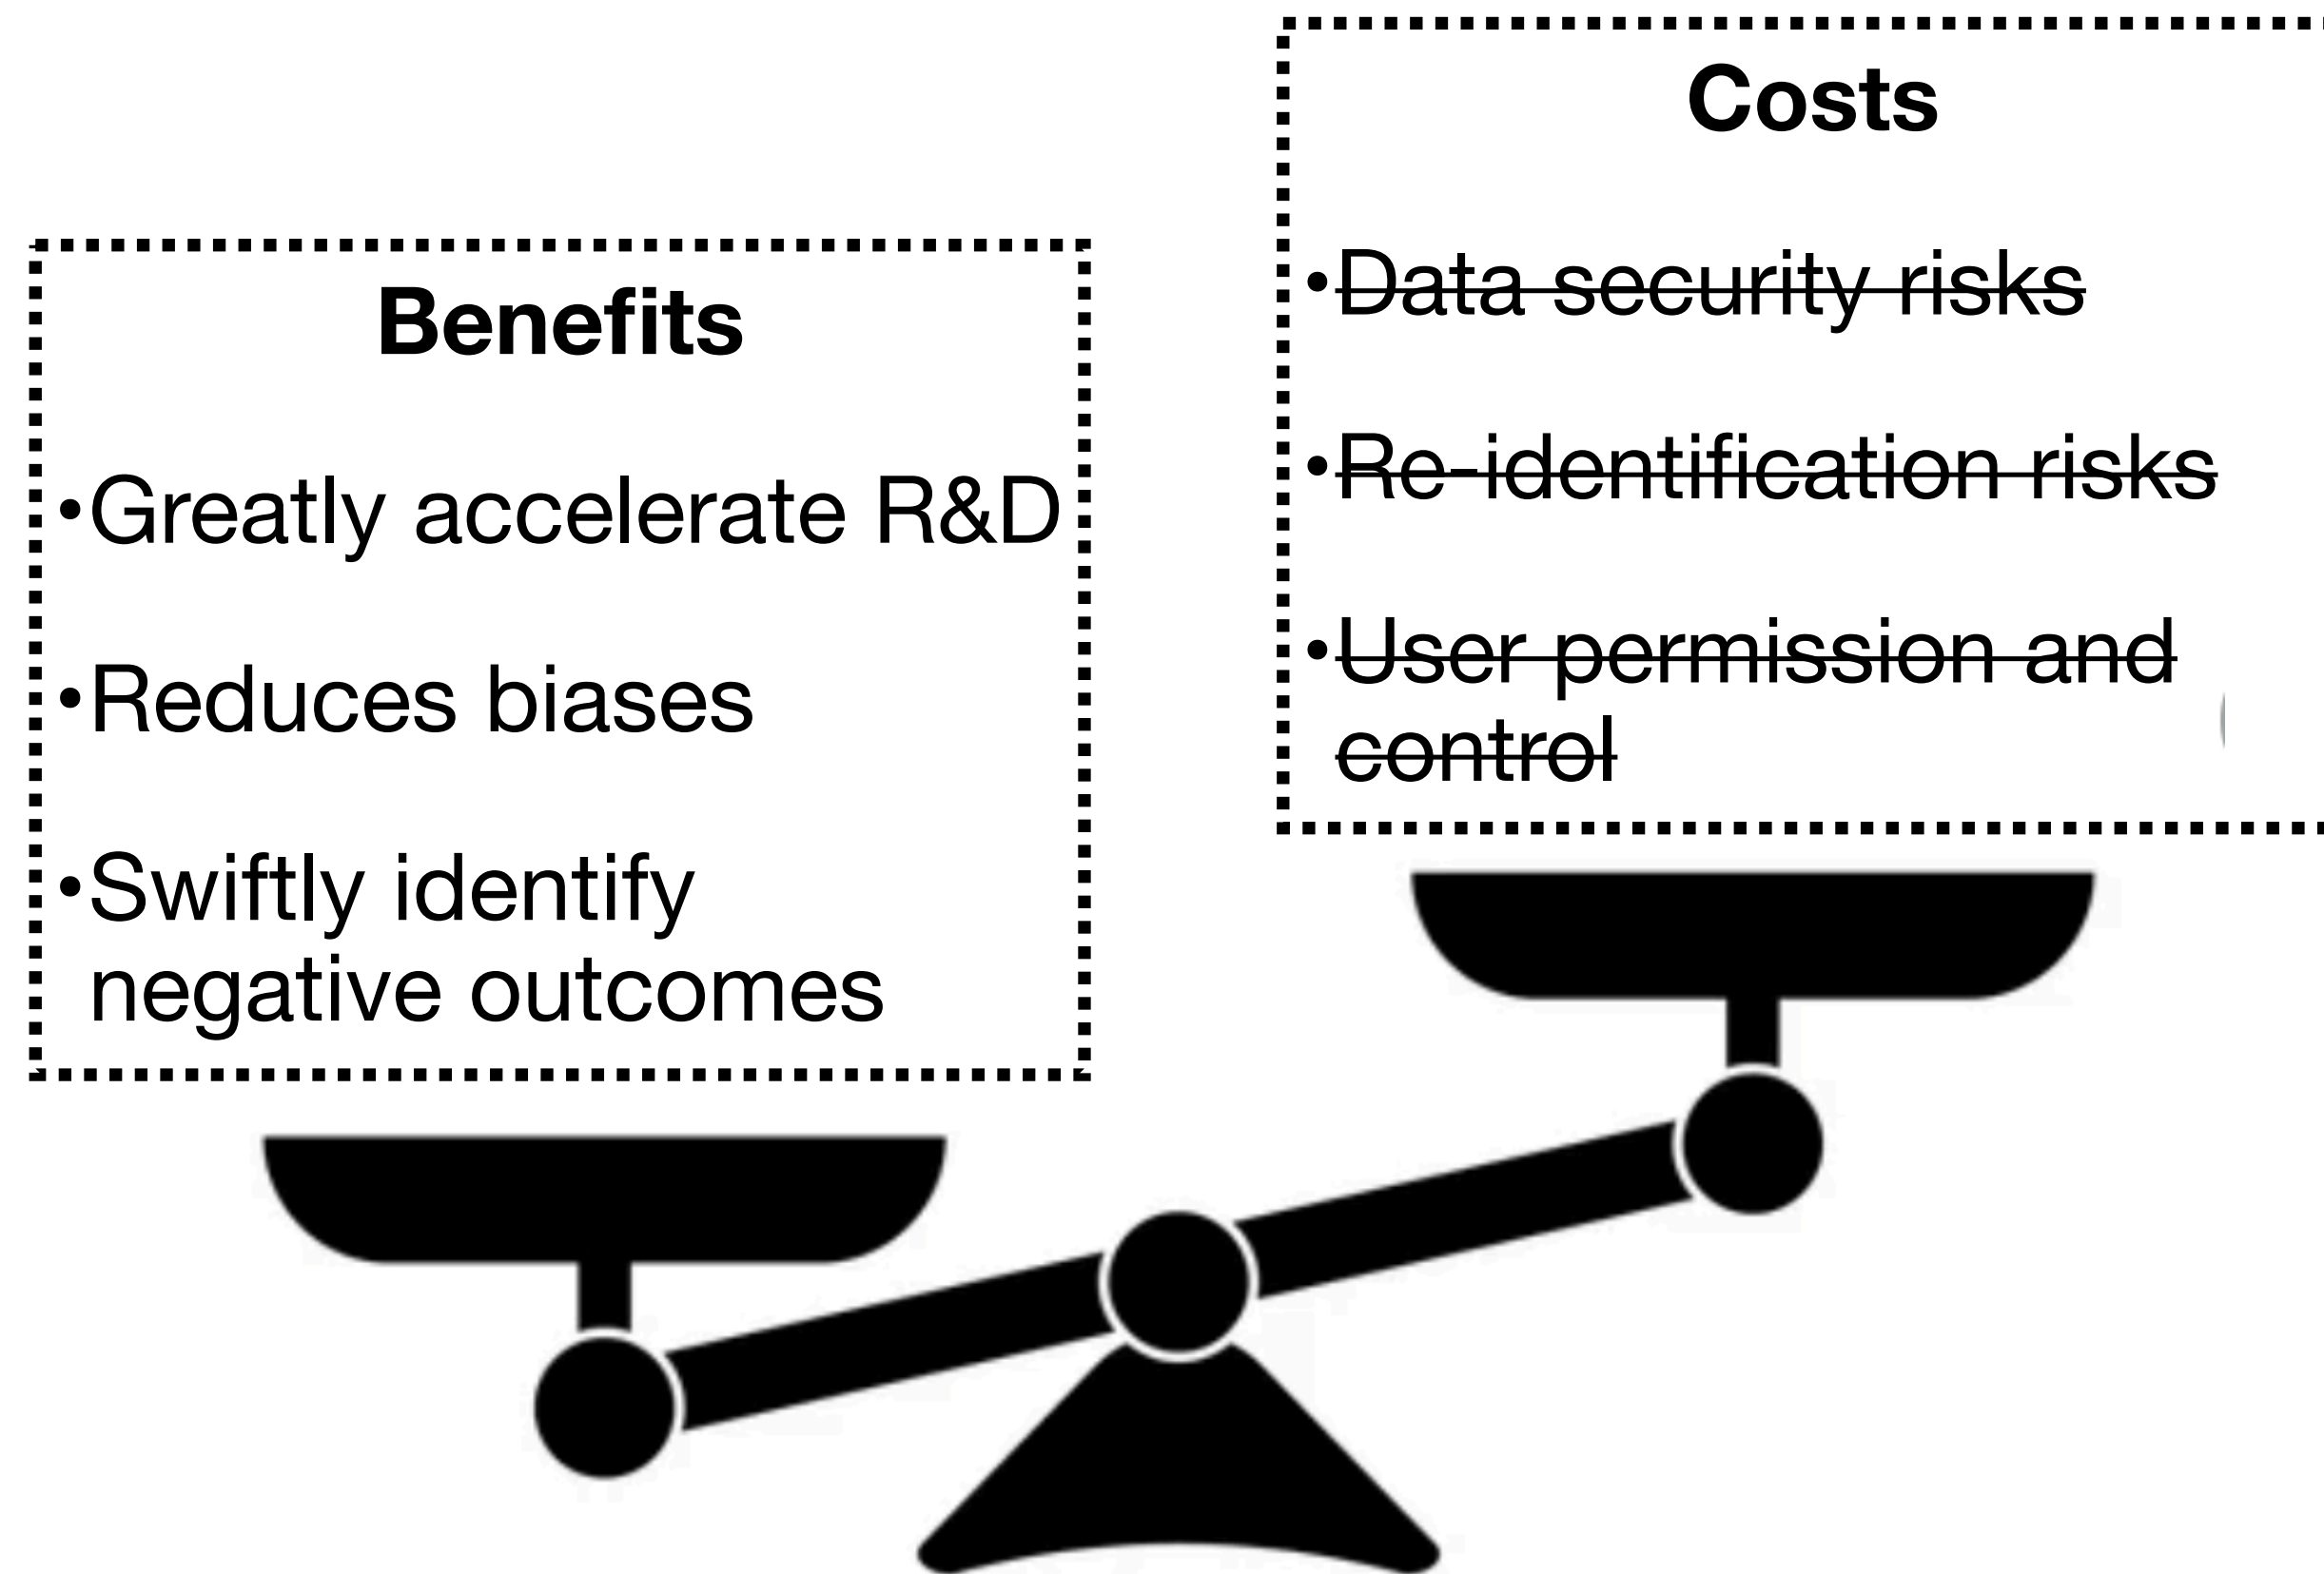 Benefits
•Greatly accelerate R&D
•Reduces biases
•Swiftly identify
negative outcomes
Costs
•Data security risks
•Re-identification risks
•User permission and
control